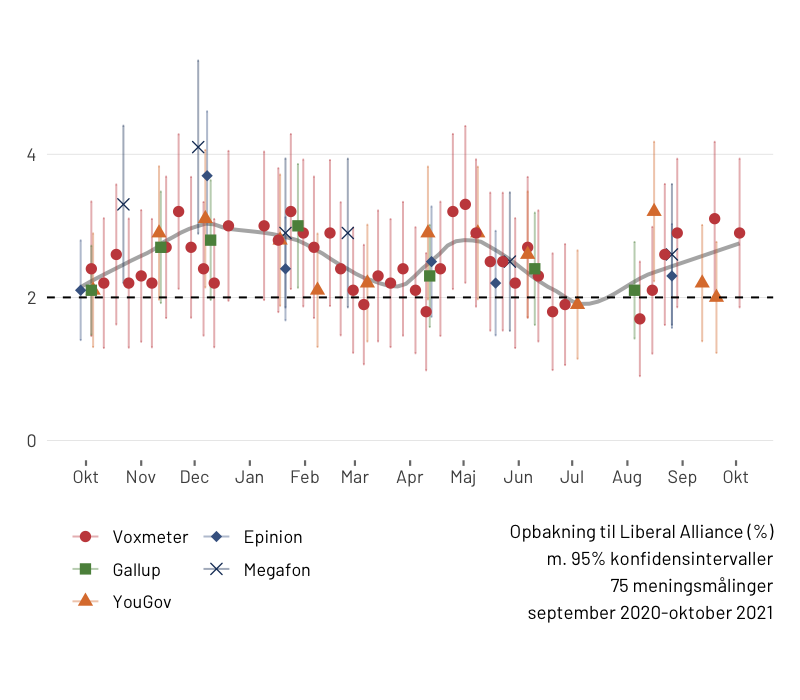 4
2
0
Okt Nov Dec Jan Feb Mar Apr Maj Jun Jul Aug Sep Okt
Voxmeter
Gallup
YouGov
Epinion
Megafon
Opbakning til Liberal Alliance (%)
m. 95% konfidensintervaller
75 meningsmålinger
september 2020-oktober 2021